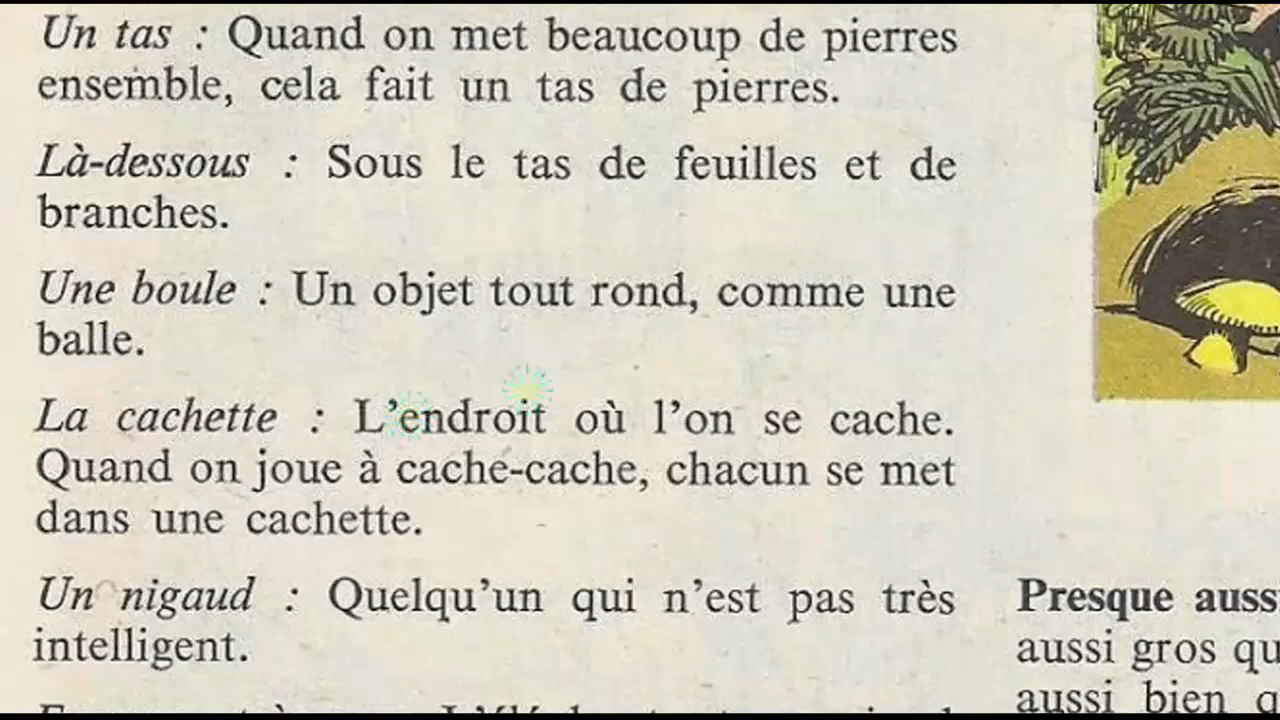 Un tas : Quand on met beaucoup de pierres
ensemble, cela fait un tas de pierres.
Là-dessous : Sous le tas de feuilles et de
branches.
Une boule : Un objet tout rond, comme une
balle.
La cachette : L'endroit où l'on se cache.
Quand on joue à cache-cache, chacun se met
dans une cachette.
Un nigaud : Quelqu'un qui n'est pas très
intelligent.
Presque
aussi gros
aussi bien